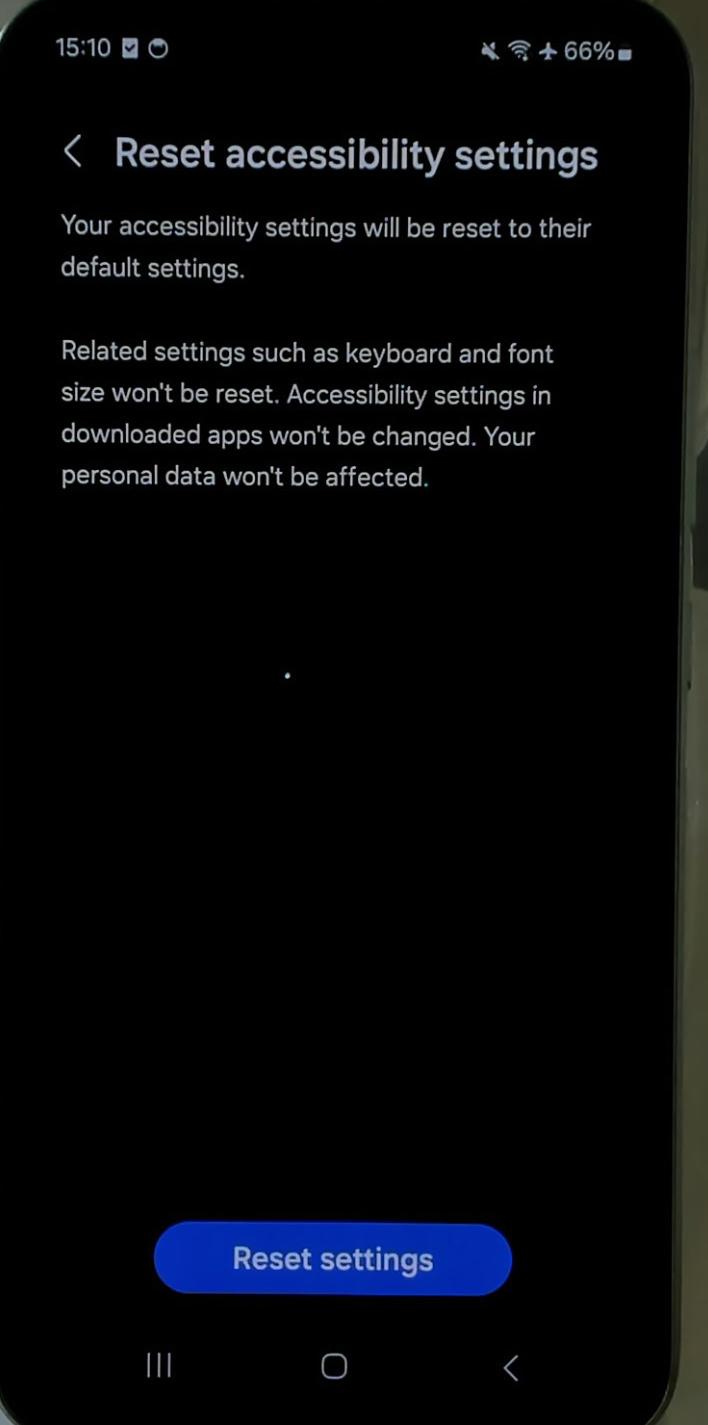 15:10
66%
Reset accessibility settings
Your accessibility settings will be reset to their
default settings.
Related settings such as keyboard and font
size won't be reset. Accessibility settings in
downloaded apps won't be changed. Your
personal data won't be affected.
Reset settings